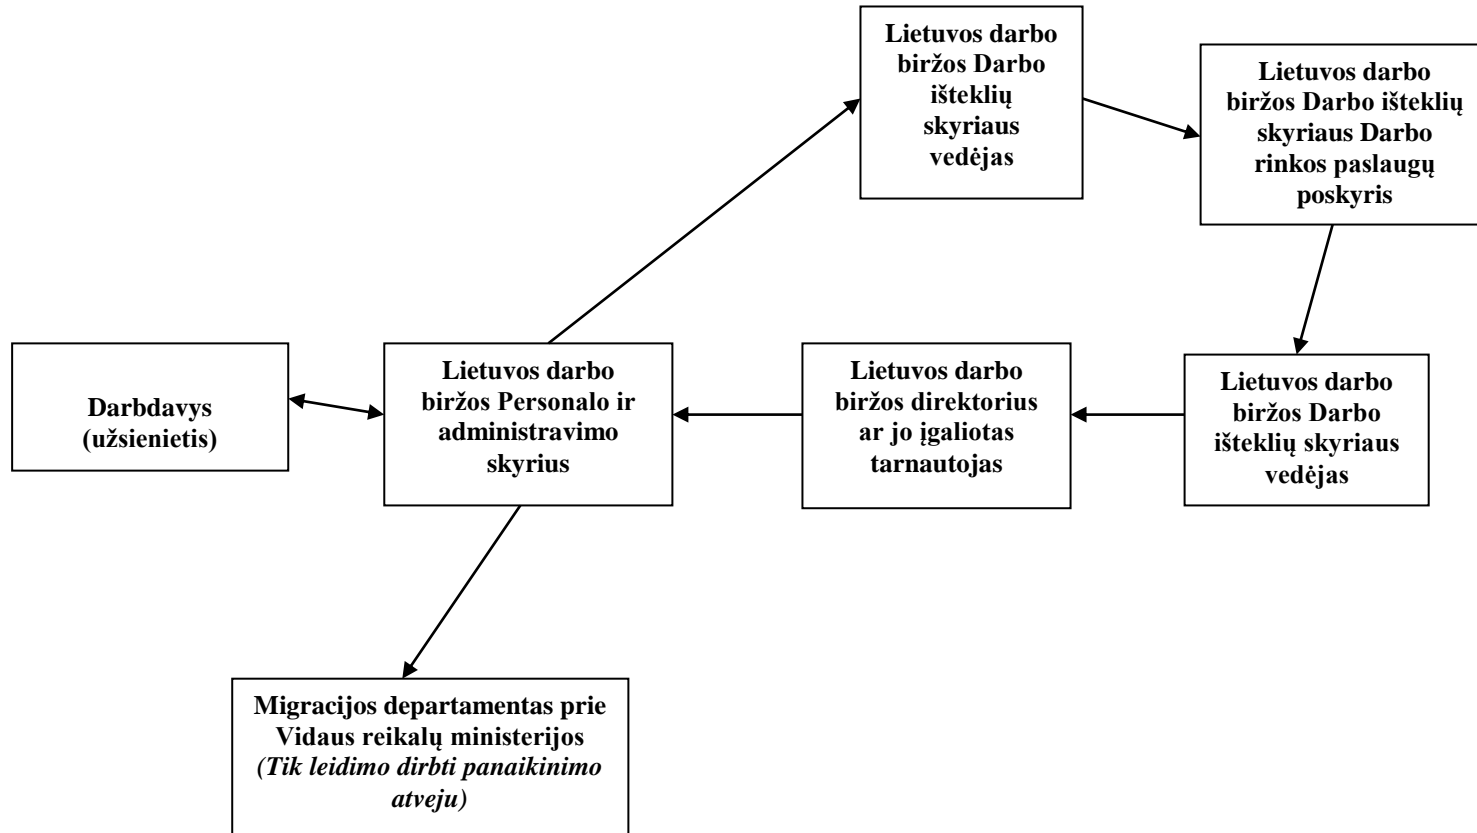 Lietuvos darbo
biržos Darbo
išteklių
skyriaus
vedėjas
Lietuvos darbo
biržos Darbo išteklių
skyriaus Darbo
rinkos paslaugų
poskyris
Darbdavys
(užsienietis)
Lietuvos darbo
biržos Personalo ir
administravimo
skyrius
Lietuvos darbo
biržos direktorius
ar jo įgaliotas
tarnautojas
Lietuvos darbo
biržos Darbo
išteklių skyriaus
vedėjas
Migracijos departamentas prie
Vidaus reikalų ministerijos
(Tik leidimo dirbti panaikinimo
atveju)